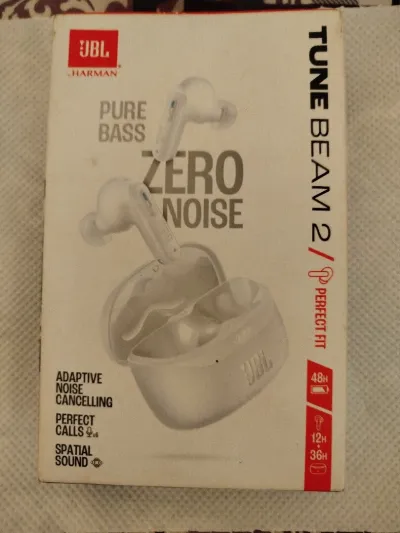 JBL
by HARMAN
PURE
BASS
ZERO
NOISE
TUNE BEAM 2
PERFECT FIT
ADAPTIVE
NOISE
CANCELLING
PERFECT
CALLS
SPATIAL
SOUND
JBL
48H
12H
+
36H